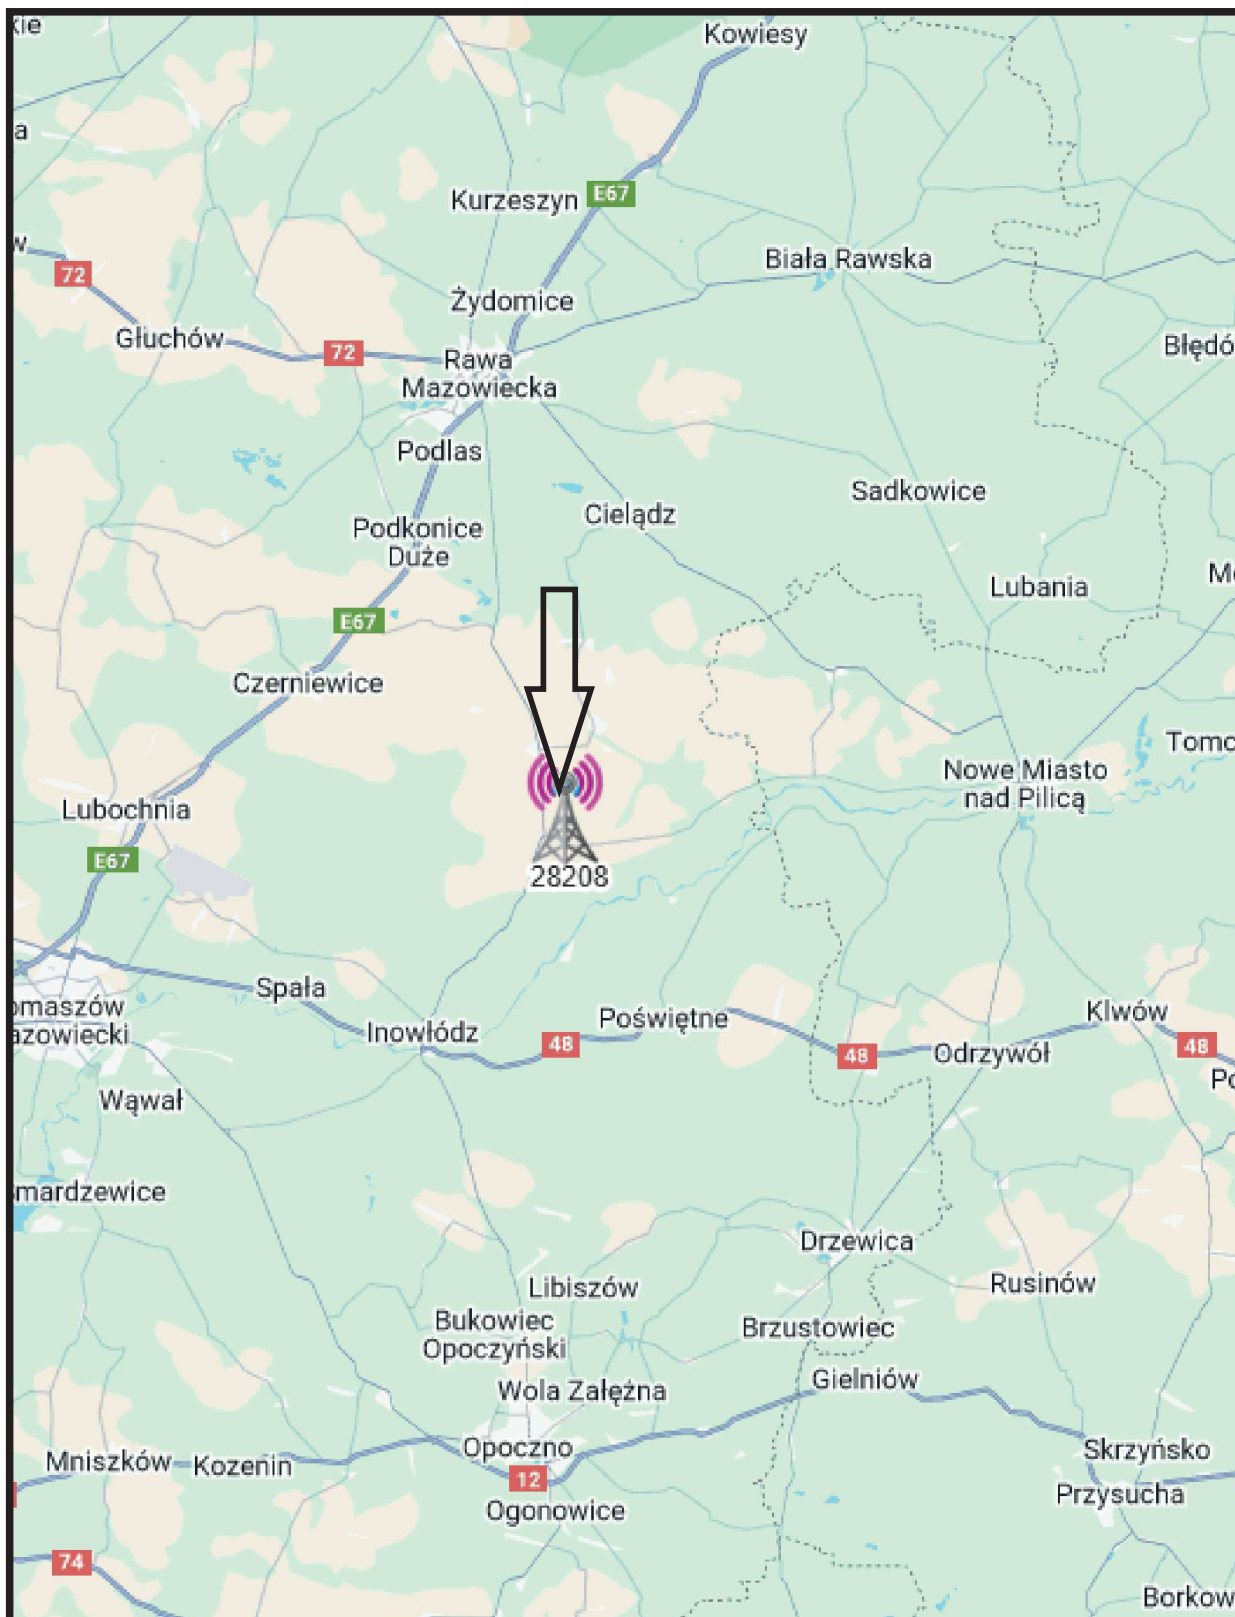 kie
Kowiesy
a
Kurzeszyn
E67
w
Biała Rawska
72
Żydomice
Głuchów
72
Rawa
Mazowiecka
Błędó
Podlas
Sadkowice
Cielądz
Podkonice
Duże
Lubania
E67
Czerniewice
Tomc
Nowe Miasto
nad Pilicą
Lubochnia
E67
28208
Spała
omaszów
azowiecki
Inowłódz
48
Poświętne
48
Odrzywół
Klwów
48
Wąwał
mardzewice
Drzewica
Libiszów
Rusinów
Bukowiec
Opoczyński
Brzustowiec
Wola Załężna
Gielniów
Opoczno
Mniszków
Kozenin
12
Skrzyńsko
Przysucha
Ogonowice
74
Borkow